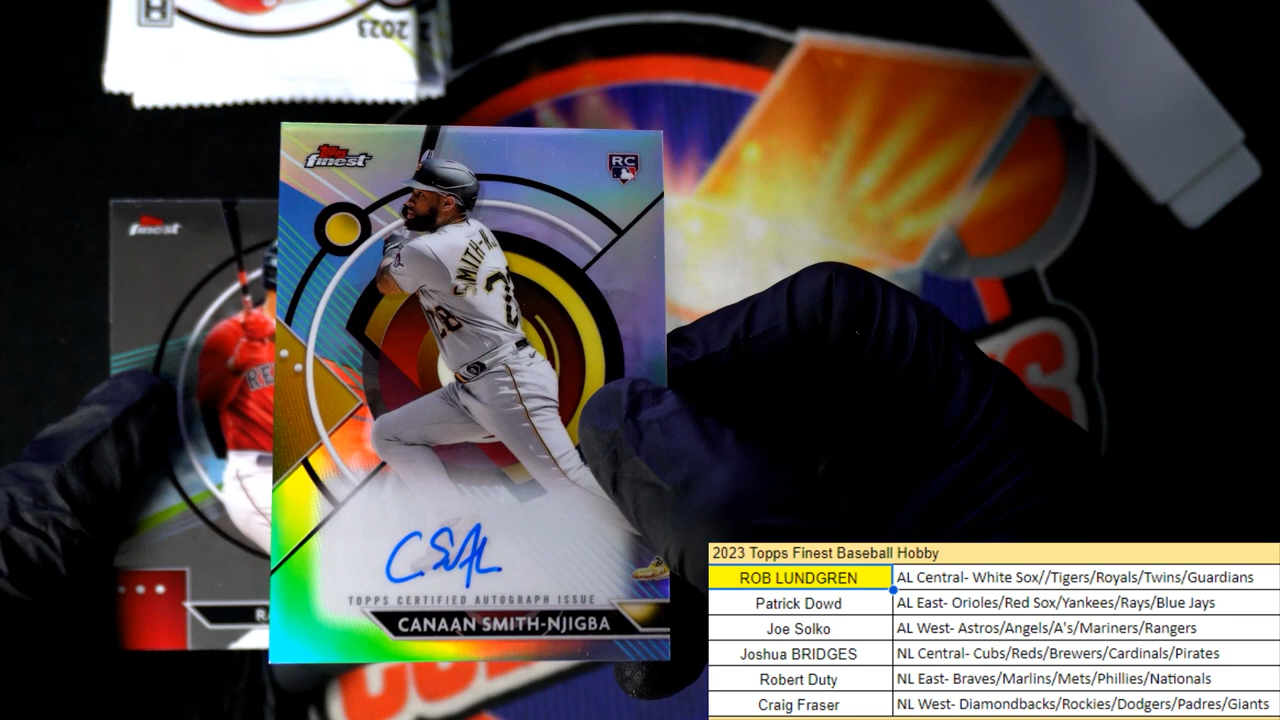 2023
Topps
finest
RC
finest
SMITH-NJ
28
28
RE
C SNJ
TOPPS CERTIFIED AUTOGRAPH ISSUE
CANAAN SMITH-NJIGBA
R
2023 Topps Finest Baseball Hobby
ROB LUNDGREN AL Central- White Sox//Tigers/Royals/Twins/Guardians
Patrick Dowd AL East- Orioles/Red Sox/Yankees/Rays/Blue Jays
Joe Solko AL West- Astros/Angels/A's/Mariners/Rangers
Joshua BRIDGES NL Central- Cubs/Reds/Brewers/Cardinals/Pirates
Robert Duty NL East- Braves/Marlins/Mets/Phillies/Nationals
Craig Fraser NL West- Diamondbacks/Rockies/Dodgers/Padres/Giants